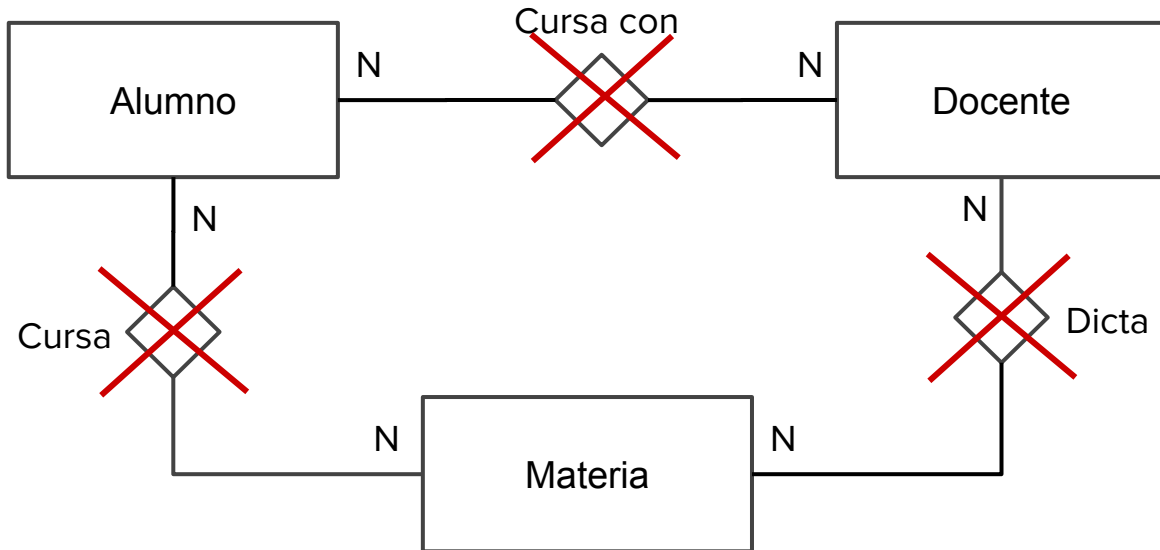 Cursa con
N
N
Alumno
Docente
N
N
Cursa
Dicta
N
N
Materia